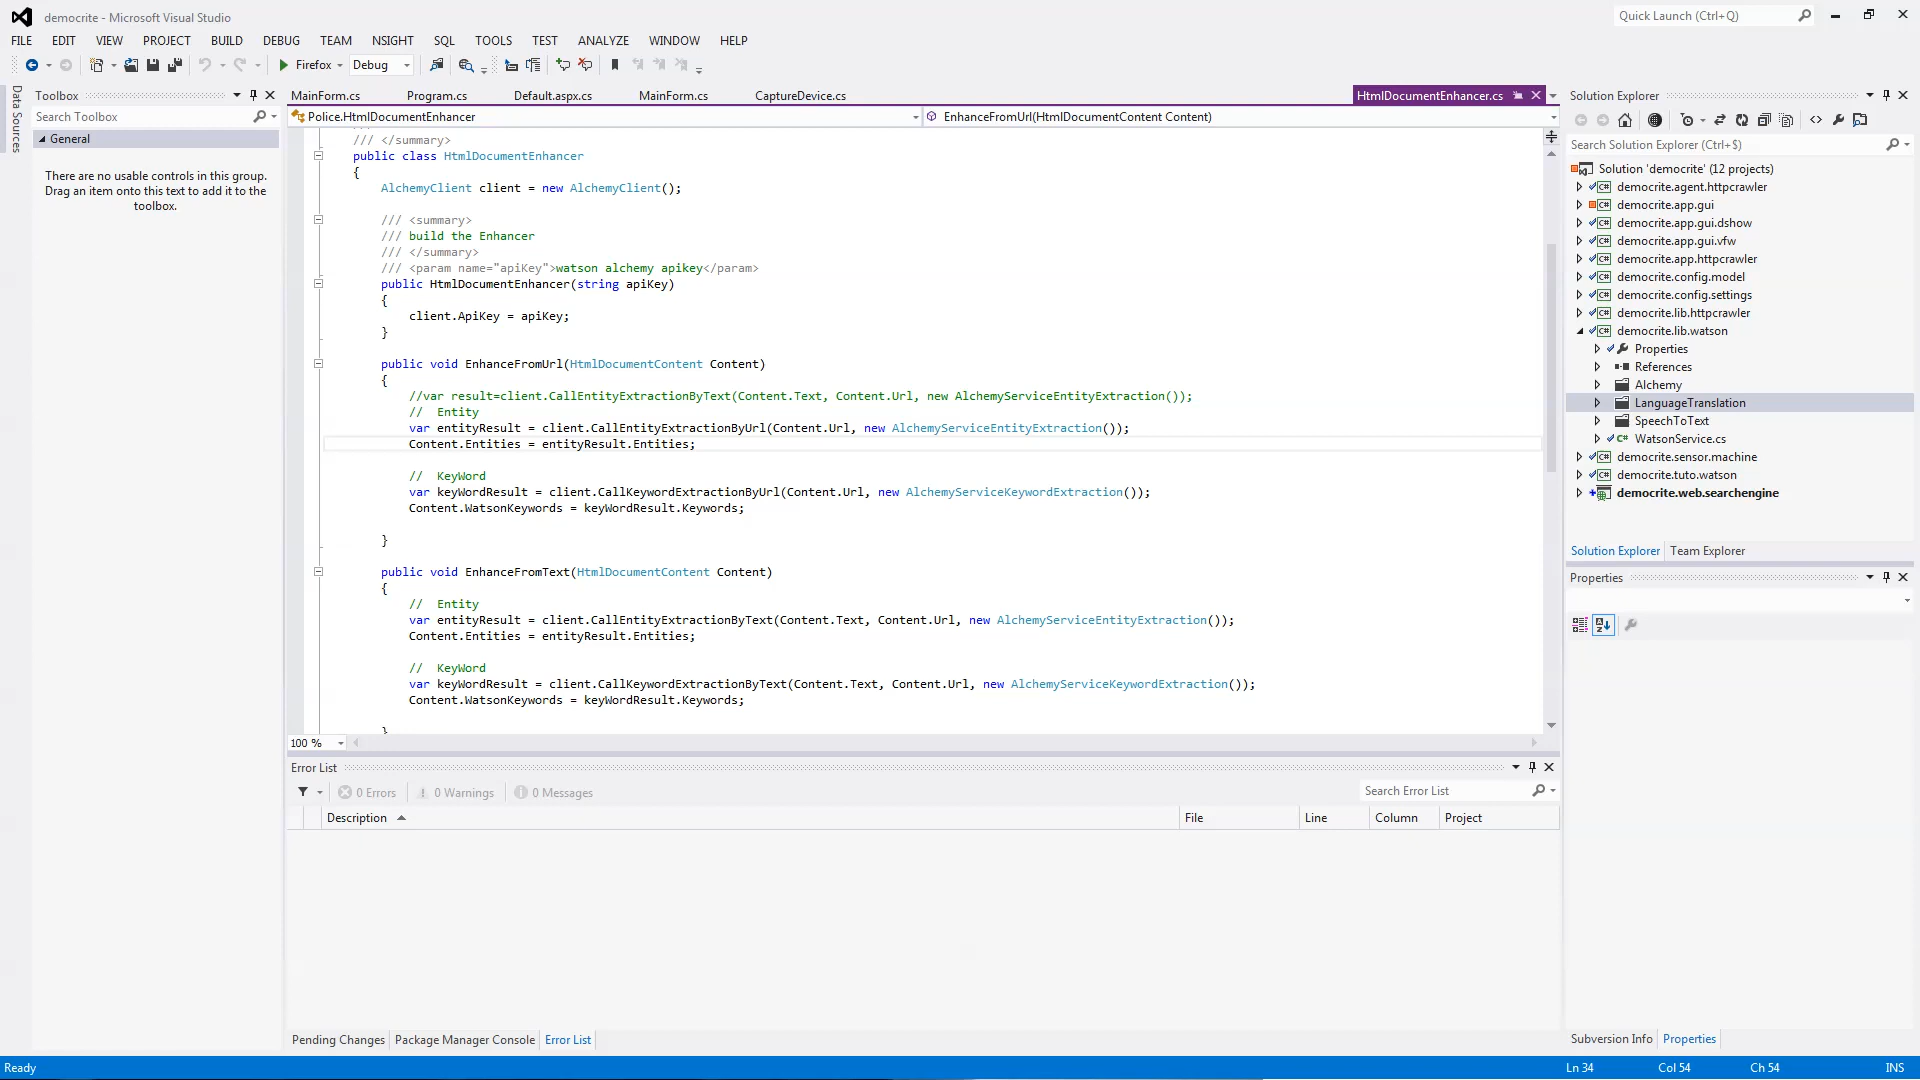 democrite - Microsoft Visual Studio
Quick Launch (Ctrl+Q)
FILE EDIT VIEW PROJECT BUILD DEBUG TEAM NSIGHT SQL TOOLS TEST ANALYZE WINDOW HELP
Firefox Debug
Data Sources
Toolbox
Search Toolbox
General
There are no usable controls in this group. Drag an item onto this text to add it to the toolbox.
MainForm.cs Program.cs Default.aspx.cs MainForm.cs CaptureDevice.cs HtmlDocumentEnhancer.cs
Police.HtmlDocumentEnhancer EnhanceFromUrl(HtmlDocumentContent Content)
/// </summary>
public class HtmlDocumentEnhancer
{
AlchemyClient client = new AlchemyClient();
/// <summary>
/// build the Enhancer
/// </summary>
/// <param name="apiKey">watson alchemy apikey</param>
public HtmlDocumentEnhancer(string apiKey)
{
client.ApiKey = apiKey;
}
public void EnhanceFromUrl(HtmlDocumentContent Content)
{
//var result=client.CallEntityExtractionByText(Content.Text, Content.Url, new AlchemyServiceEntityExtraction());
// Entity
var entityResult = client.CallEntityExtractionByUrl(Content.Url, new AlchemyServiceEntityExtraction());
Content.Entities = entityResult.Entities;
// KeyWord
var keyWordResult = client.CallKeywordExtractionByUrl(Content.Url, new AlchemyServiceKeywordExtraction());
Content.WatsonKeywords = keyWordResult.Keywords;
}
public void EnhanceFromText(HtmlDocumentContent Content)
{
// Entity
var entityResult = client.CallEntityExtractionByText(Content.Text, Content.Url, new AlchemyServiceEntityExtraction());
Content.Entities = entityResult.Entities;
// KeyWord
var keyWordResult = client.CallKeywordExtractionByText(Content.Text, Content.Url, new AlchemyServiceKeywordExtraction());
Content.WatsonKeywords = keyWordResult.Keywords;
}
100 %
Error List
0 Errors 0 Warnings 0 Messages
Search Error List
Description File Line Column Project
Pending Changes Package Manager Console Error List
Solution Explorer
Search Solution Explorer (Ctrl+$)
Solution 'democrite' (12 projects)
democrite.agent.httpcrawler
democrite.app.gui
democrite.app.gui.dshow
democrite.app.gui.vfw
democrite.app.httpcrawler
democrite.config.model
democrite.config.settings
democrite.lib.httpcrawler
democrite.lib.watson
Properties
References
Alchemy
LanguageTranslation
SpeechToText
WatsonService.cs
democrite.sensor.machine
democrite.tuto.watson
democrite.web.searchengine
Solution Explorer Team Explorer
Properties
Subversion Info Properties
Ready Ln 34 Col 54 Ch 54 INS